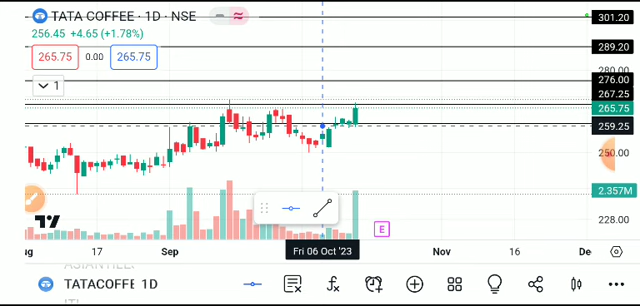 TATA COFFEE · 1D · NSE
256.45 +4.65 (+1.78%)
265.75 0.00 265.75
1
301.20
289.20
280.00
276.00
267.25
265.75
259.25
250.00
2.357M
228.00
E
ug 17 Sep Fri 06 Oct '23 Nov 16 De
TATACOFFE 1D